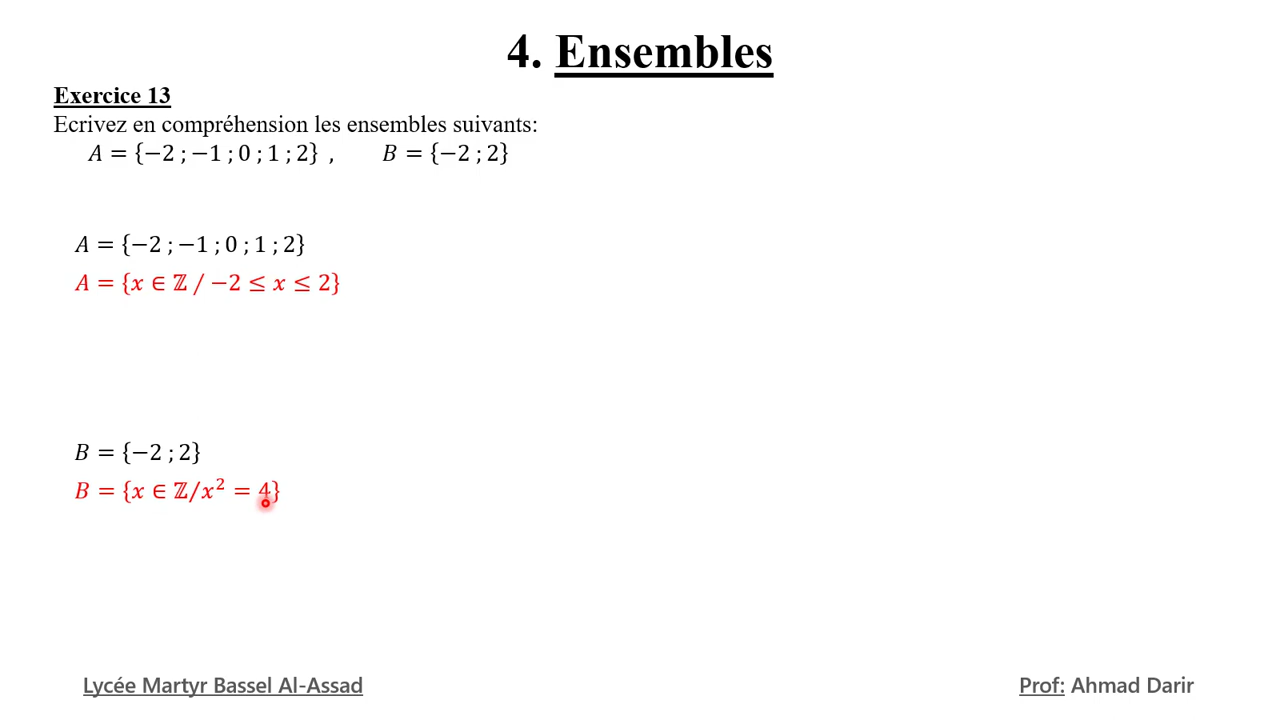 4. Ensembles
Exercice 13
Ecrivez en compréhension les ensembles suivants:
A = {−2 ; −1 ; 0 ; 1 ; 2} , B = {−2 ; 2}
A = {−2 ; −1 ; 0 ; 1 ; 2}
A = {x ∈ ℤ / −2 ≤ x ≤ 2}
B = {−2 ; 2}
B = {x ∈ ℤ/x² = 4}
Lycée Martyr Bassel Al-Assad
Prof: Ahmad Darir